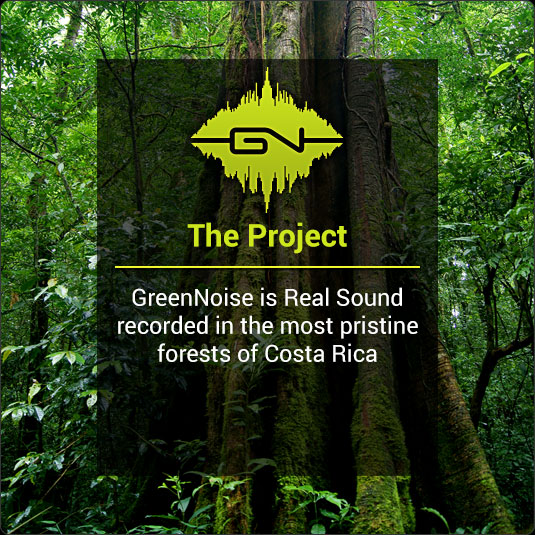 GN
The Project
GreenNoise is Real Sound
recorded in the most pristine
forests of Costa Rica